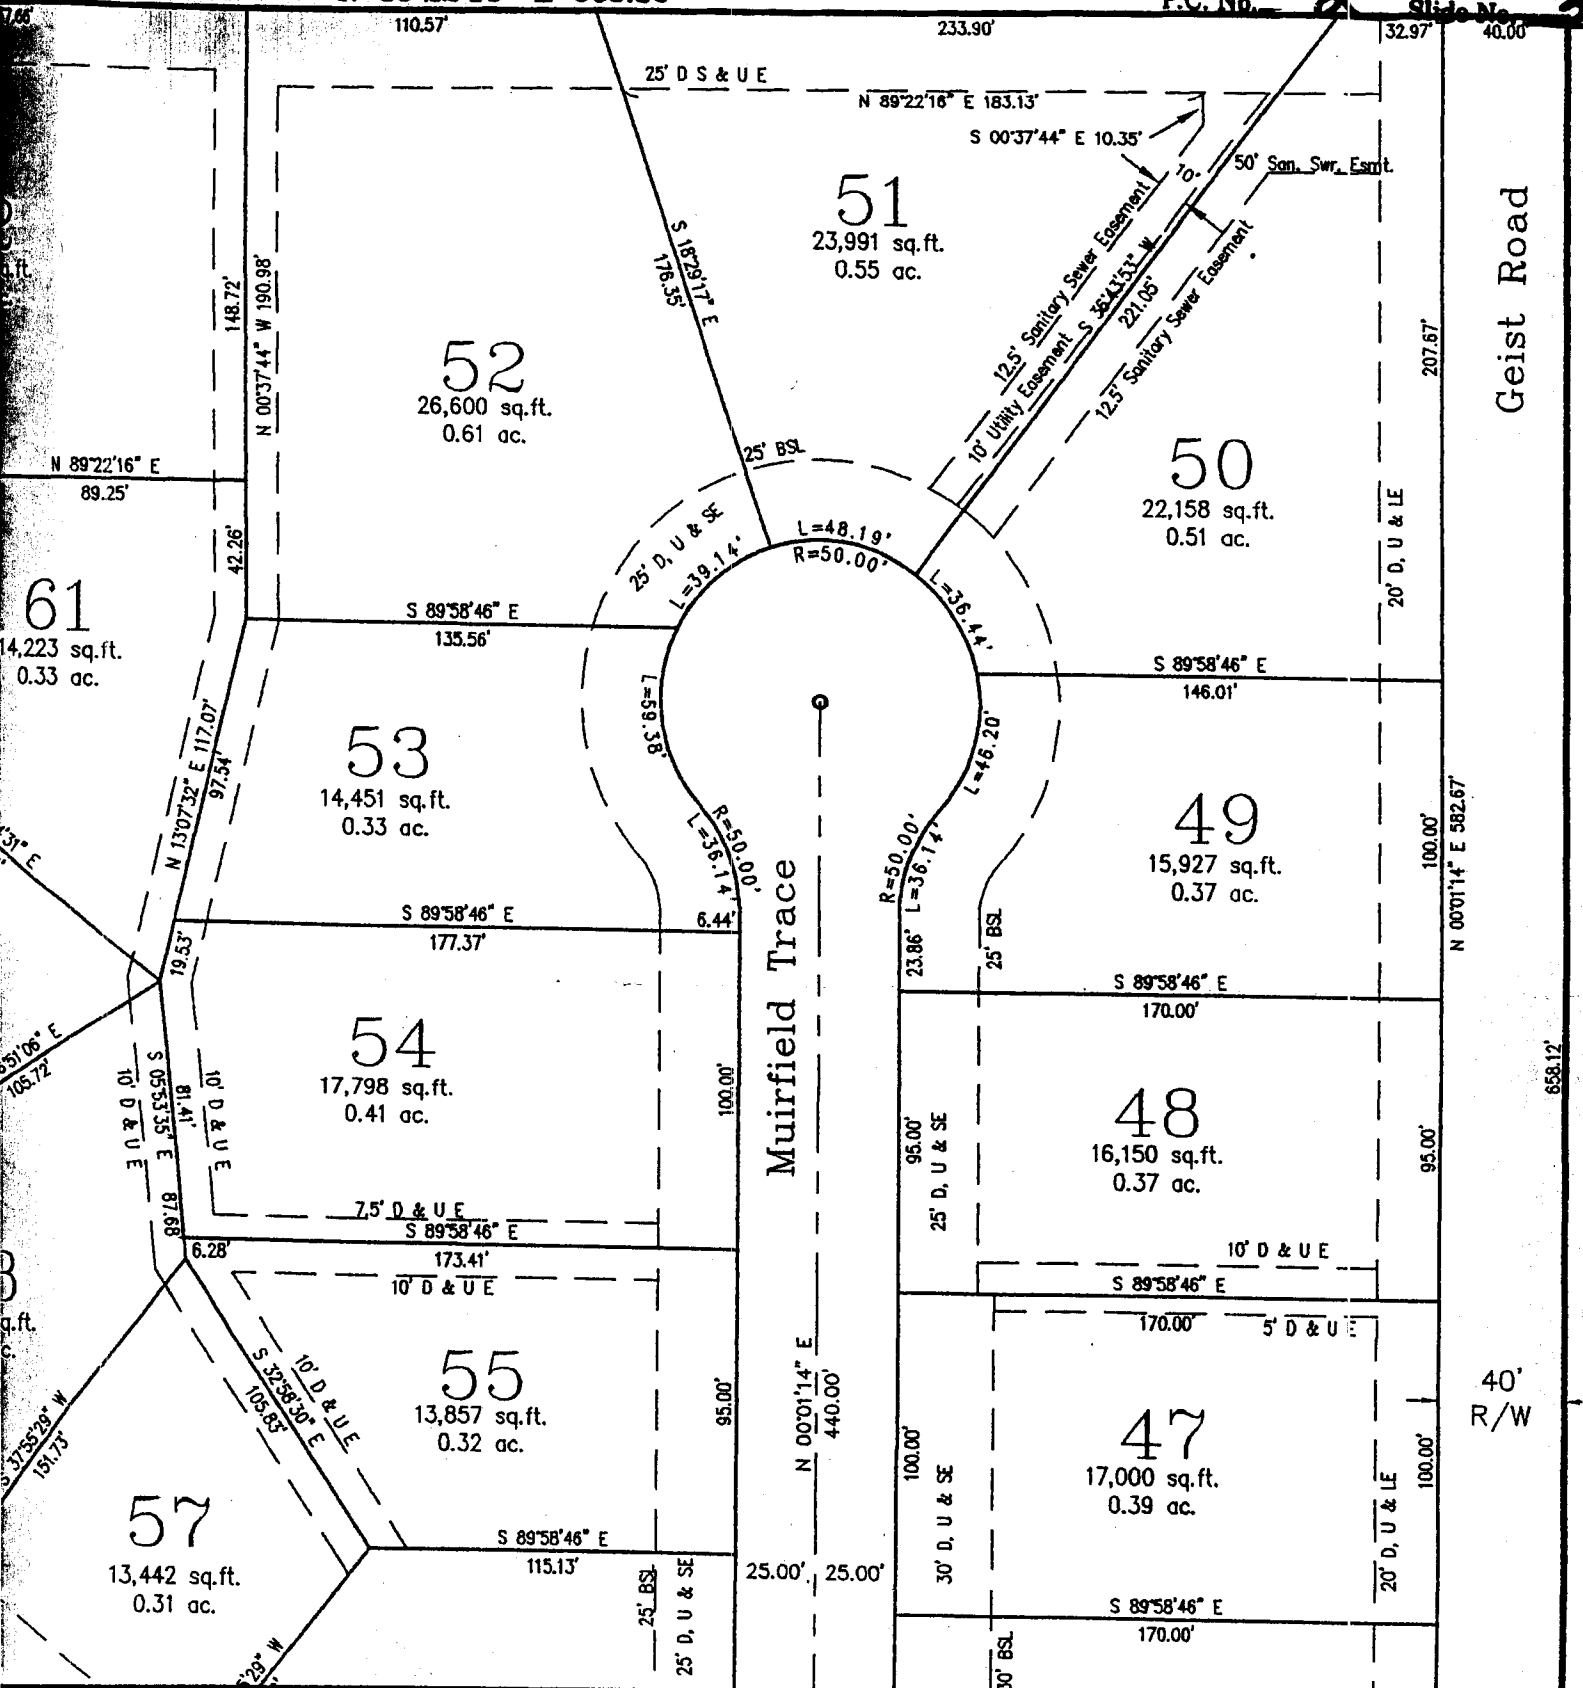 P.C. No.
Slide No.
110.57'
233.90'
32.97'
40.00'
25' D S & U E
N 89°22'16" E 183.13'
S 00°37'44" E 10.35'
50' San. Swr. Esmt.
10'
12.5' Sanitary Sewer Easement
10' Utility Easement
S 36°43'53" W
221.05'
12.5' Sanitary Sewer Easement
51
23,991 sq.ft.
0.55 ac.
S 18°29'17" E
176.35'
148.72'
N 00°37'44" W 190.98'
52
26,600 sq.ft.
0.61 ac.
Geist Road
207.67'
N 89°22'16" E
89.25'
42.26'
25' BSL
25' D, U & SE
L=39.14'
L=48.19'
R=50.00'
L=36.44'
50
22,158 sq.ft.
0.51 ac.
20' D, U & LE
61
14,223 sq.ft.
0.33 ac.
S 89°58'46" E
135.56'
S 89°58'46" E
146.01'
N 13°07'32" E 117.07'
97.54'
53
14,451 sq.ft.
0.33 ac.
L=59.38'
R=50.00'
L=36.14'
L=46.20'
R=50.00'
L=36.14'
49
15,927 sq.ft.
0.37 ac.
100.00'
N 00°01'14" E 582.67'
S 89°58'46" E
177.37'
6.44'
19.53'
23.86'
25' BSL
S 89°58'46" E
170.00'
Muirfield Trace
105.72'
10' D & U E
S 05°53'35" E
81.41'
10' D & U E
87.68'
54
17,798 sq.ft.
0.41 ac.
100.00'
95.00'
25' D, U & SE
48
16,150 sq.ft.
0.37 ac.
95.00'
658.12'
7.5' D & U E
S 89°58'46" E
6.28'
173.41'
10' D & U E
10' D & U E
S 89°58'46" E
170.00'
5' D & U E
10' D & U E
S 32°58'30" E
105.83'
55
13,857 sq.ft.
0.32 ac.
95.00'
N 00°01'14" E
440.00'
100.00'
30' D, U & SE
47
17,000 sq.ft.
0.39 ac.
20' D, U & LE
100.00'
40'
R/W
S 37°55'29" W
151.73'
57
13,442 sq.ft.
0.31 ac.
S 89°58'46" E
115.13'
25' BSL
25' D, U & SE
25.00'
25.00'
S 89°58'46" E
170.00'
30' BSL